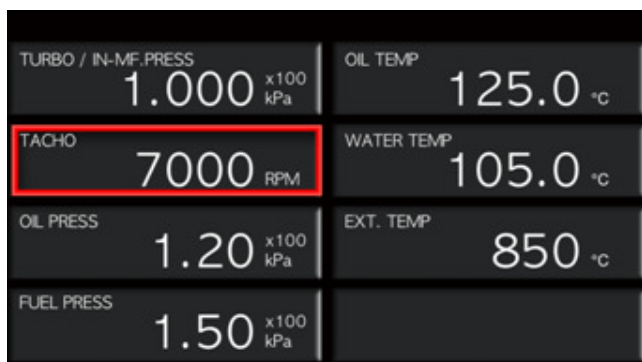 TURBO / IN-MF.PRESS
1.000 x100 kPa
OIL TEMP
125.0 °C
TACHO
7000 RPM
WATER TEMP
105.0 °C
OIL PRESS
1.20 x100 kPa
EXT. TEMP
850 °C
FUEL PRESS
1.50 x100 kPa